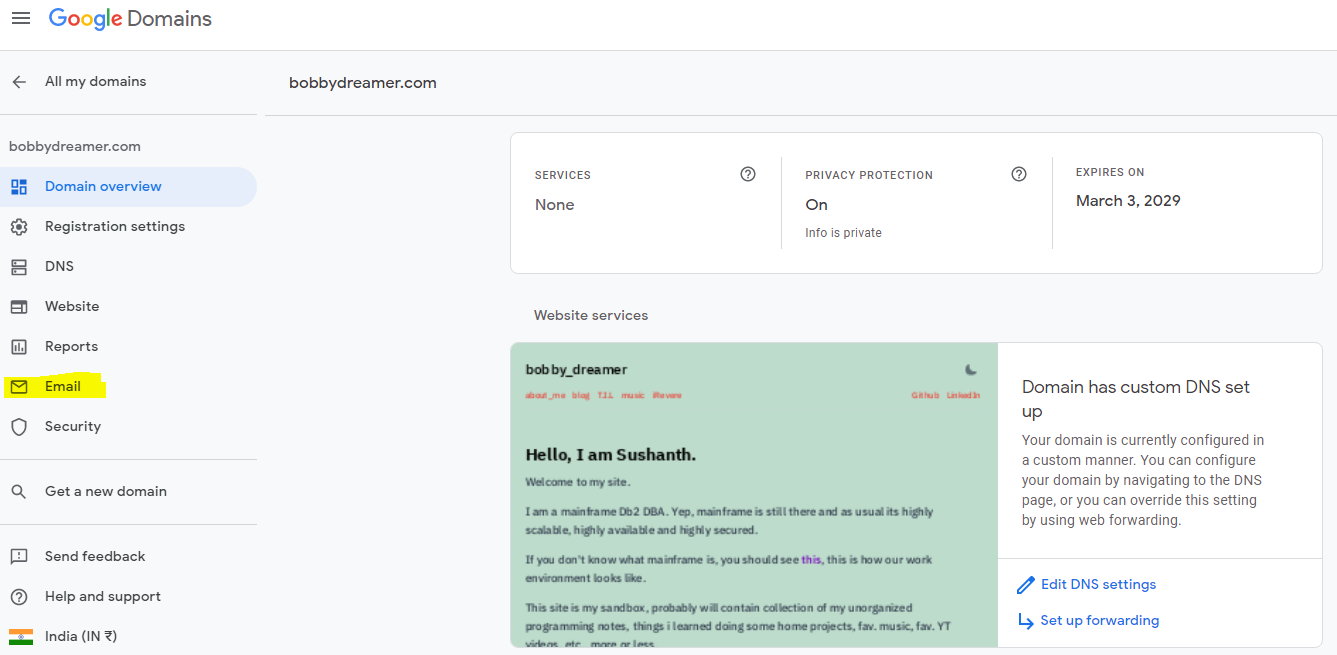 Google Domains
All my domains
bobbydreamer.com
bobbydreamer.com
Domain overview
Registration settings
DNS
Website
Reports
Email
Security
Get a new domain
Send feedback
Help and support
India (IN ₹)
SERVICES
None
PRIVACY PROTECTION
On
Info is private
EXPIRES ON
March 3, 2029
Website services
bobby_dreamer
about_me blog T.I.L music iRevere
Github LinkedIn
Hello, I am Sushanth.
Welcome to my site.
I am a mainframe Db2 DBA. Yep, mainframe is still there and as usual its highly
scalable, highly available and highly secured.
If you don't know what mainframe is, you should see this, this is how our work
environment looks like.
This site is my sandbox, probably will contain collection of my unorganized
programming notes, things i learned doing some home projects, fav. music, fav. YT
videos, etc., more or less
Domain has custom DNS set
up
Your domain is currently configured in
a custom manner. You can configure
your domain by navigating to the DNS
page, or you can override this setting
by using web forwarding.
Edit DNS settings
Set up forwarding